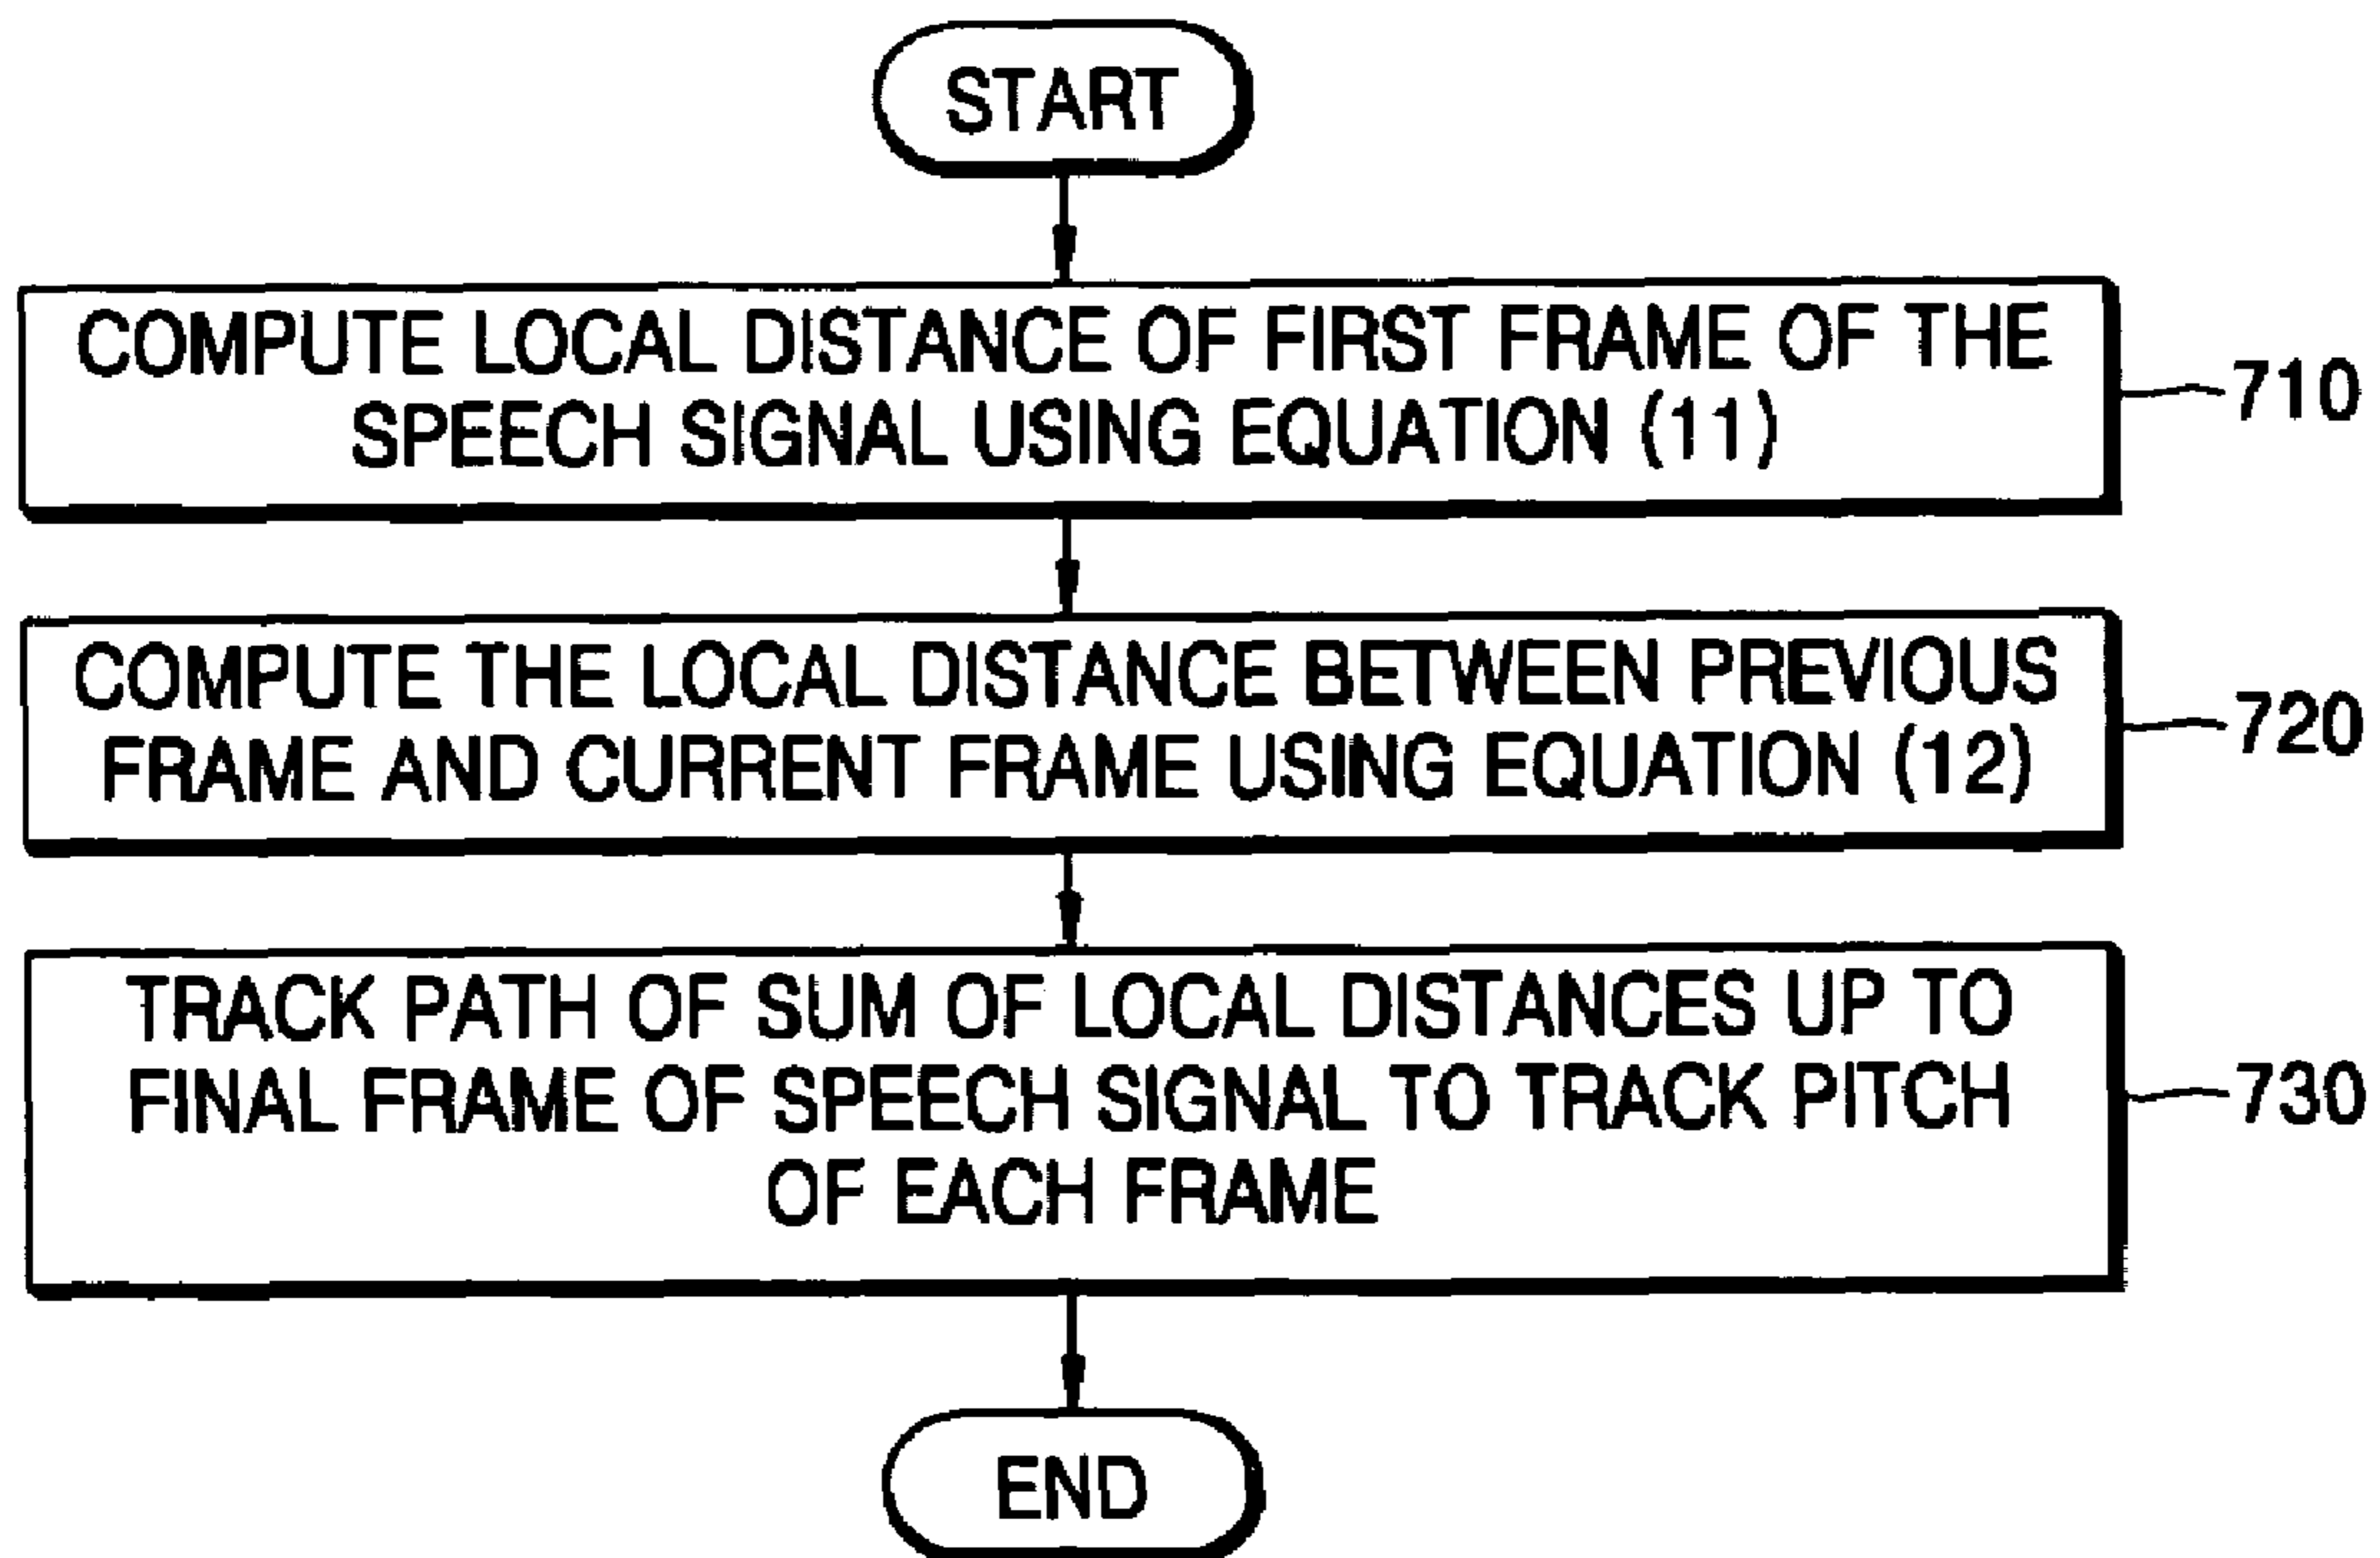 START
COMPUTE LOCAL DISTANCE OF FIRST FRAME OF THE
SPEECH SIGNAL USING EQUATION (11)
710
COMPUTE THE LOCAL DISTANCE BETWEEN PREVIOUS
FRAME AND CURRENT FRAME USING EQUATION (12)
720
TRACK PATH OF SUM OF LOCAL DISTANCES UP TO
FINAL FRAME OF SPEECH SIGNAL TO TRACK PITCH
OF EACH FRAME
730
END